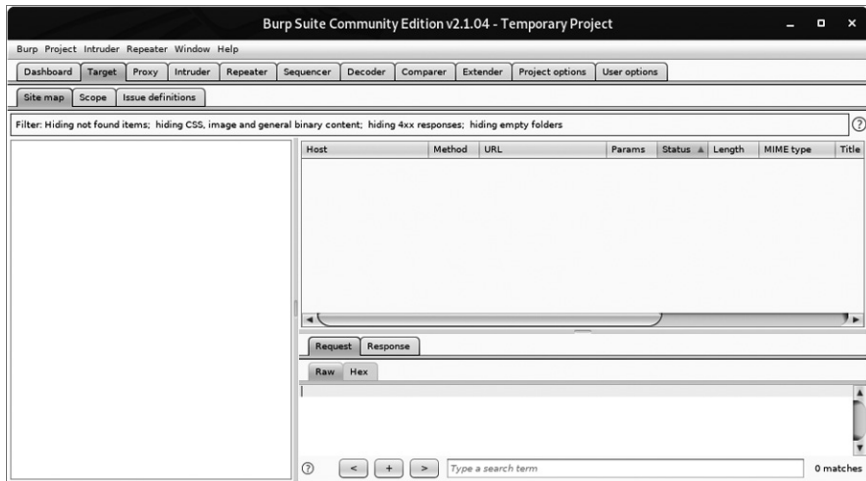 Burp Suite Community Edition v2.1.04 - Temporary Project
Burp Project Intruder Repeater Window Help
Dashboard Target Proxy Intruder Repeater Sequencer Decoder Comparer Extender Project options User options
Site map Scope Issue definitions
Filter: Hiding not found items; hiding CSS, image and general binary content; hiding 4xx responses; hiding empty folders ?
Host Method URL Params Status Length MIME type Title
Request Response
Raw Hex
? < + > Type a search term 0 matches